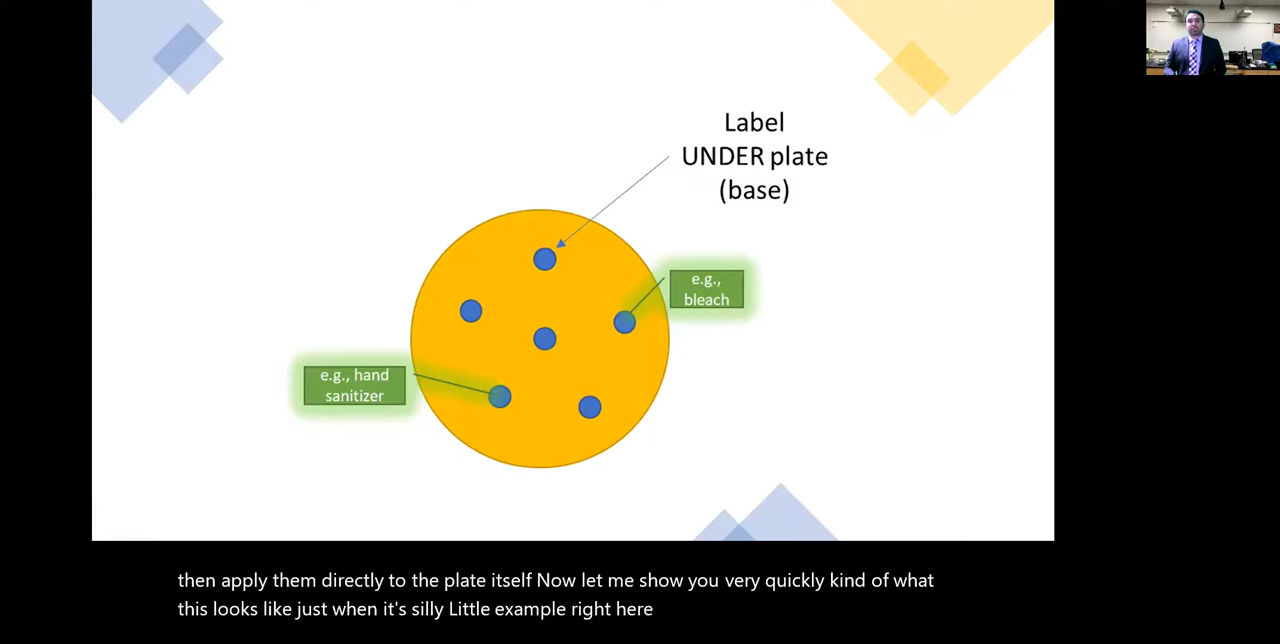 Label
UNDER plate
(base)
e.g.,
bleach
e.g., hand
sanitizer
then apply them directly to the plate itself Now let me show you very quickly kind of what
this looks like just when it's silly Little example right here